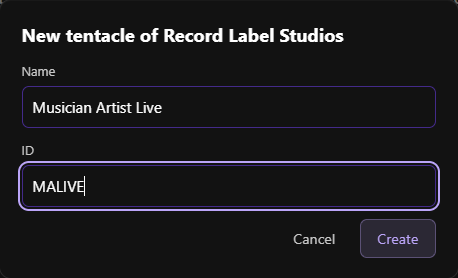 New tentacle of Record Label Studios
Name
Musician Artist Live
ID
MALIVE
Cancel Create